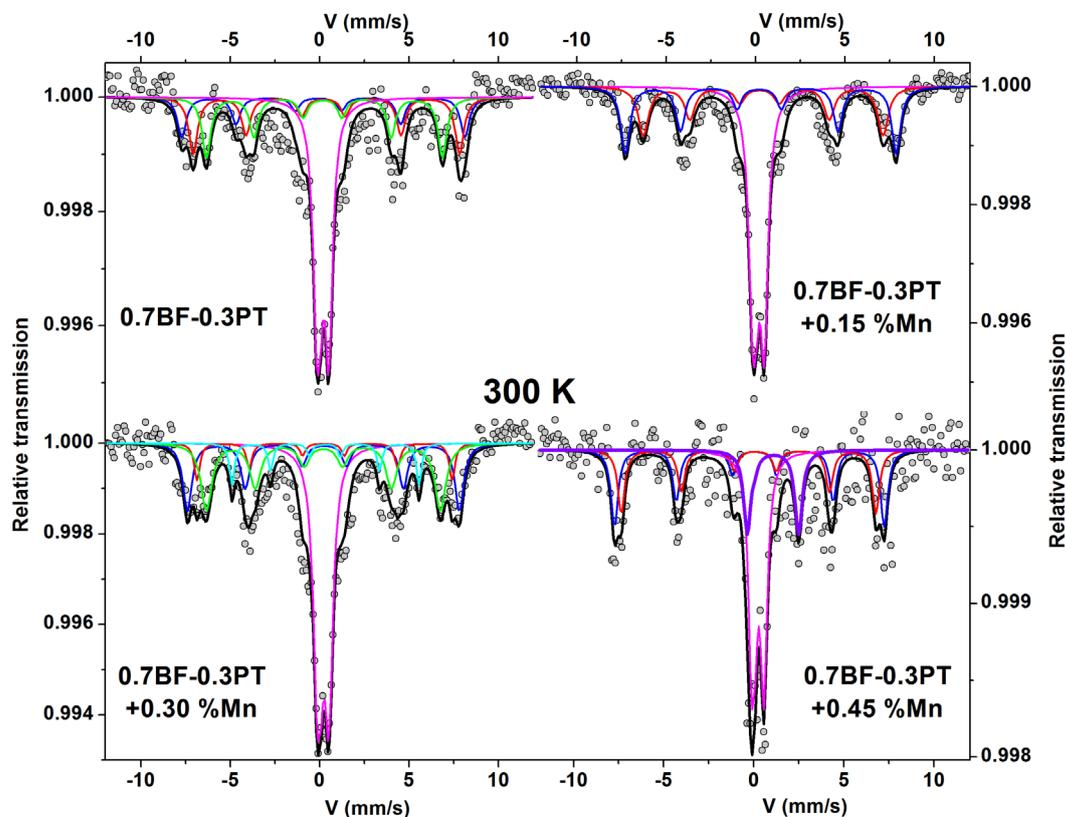 V (mm/s)
V (mm/s)
-10 -5 0 5 10
-10 -5 0 5 10
1.000
1.000
0.998
0.998
0.7BF-0.3PT
0.7BF-0.3PT
+0.15 %Mn
0.996
0.996
Relative transmission
Relative transmission
300 K
1.000
1.000
0.998
0.999
0.996
0.7BF-0.3PT
+0.30 %Mn
0.7BF-0.3PT
+0.45 %Mn
0.994
0.998
-10 -5 0 5 10
-10 -5 0 5 10
V (mm/s)
V (mm/s)